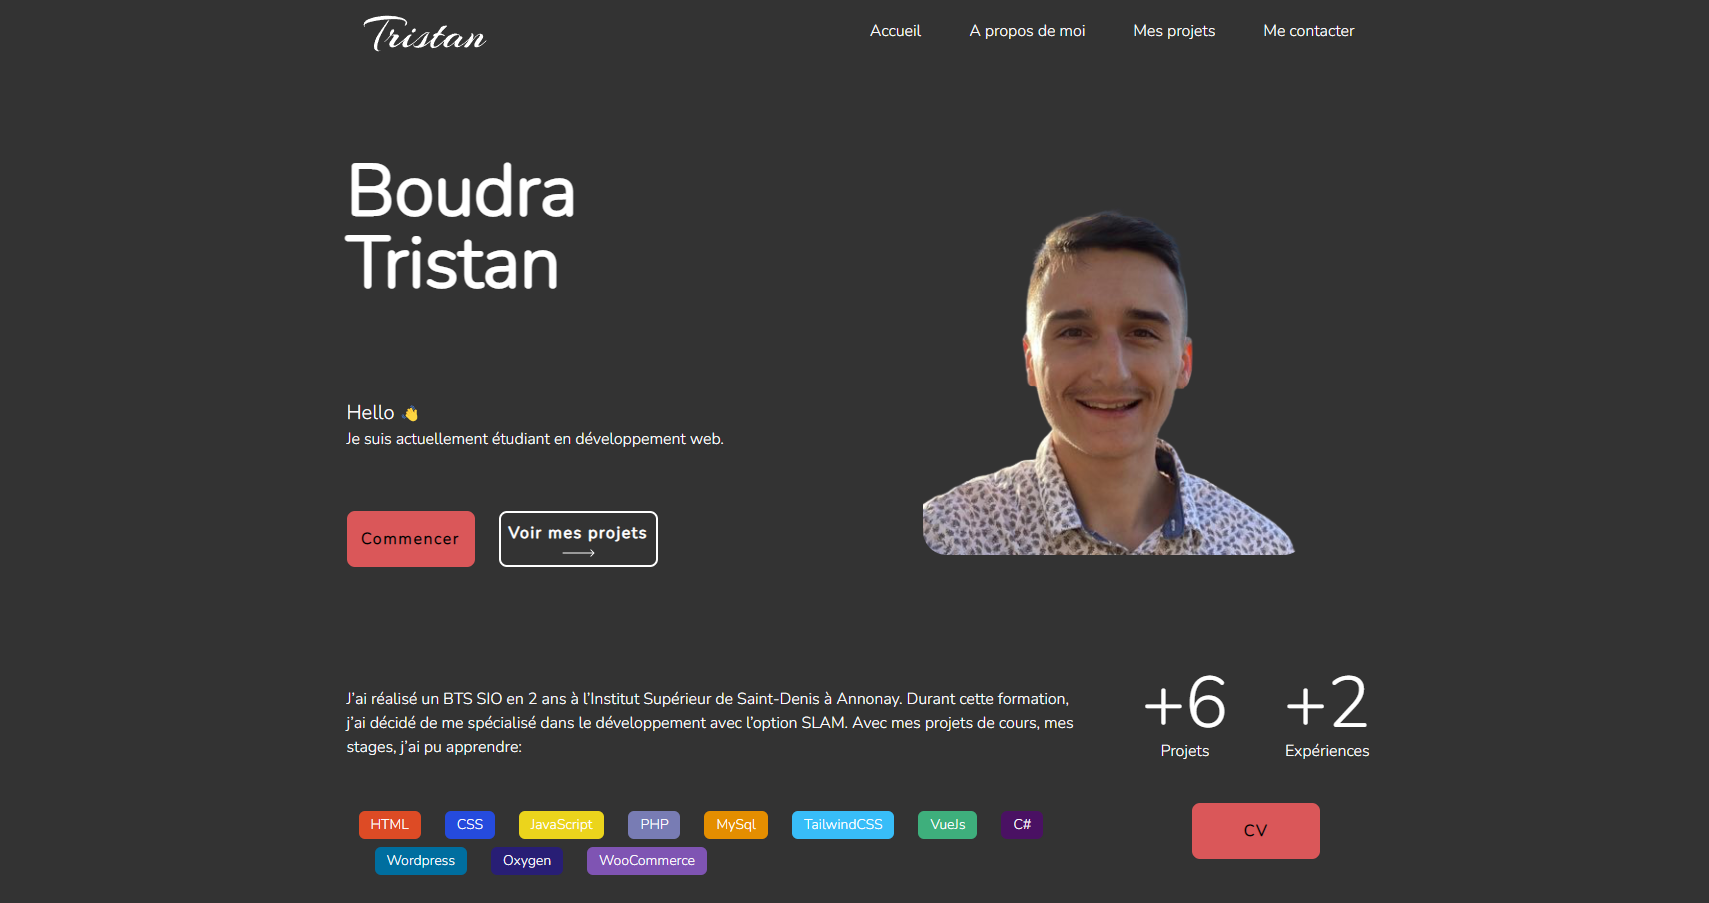 Tristan
Accueil
A propos de moi
Mes projets
Me contacter
Boudra
Tristan
Hello 👋
Je suis actuellement étudiant en développement web.
Commencer
Voir mes projets
J'ai réalisé un BTS SIO en 2 ans à l'Institut Supérieur de Saint-Denis à Annonay. Durant cette formation,
j'ai décidé de me spécialisé dans le développement avec l'option SLAM. Avec mes projets de cours, mes
stages, j'ai pu apprendre:
+6
Projets
+2
Expériences
HTML
CSS
JavaScript
PHP
MySql
TailwindCSS
VueJs
C#
Wordpress
Oxygen
WooCommerce
CV